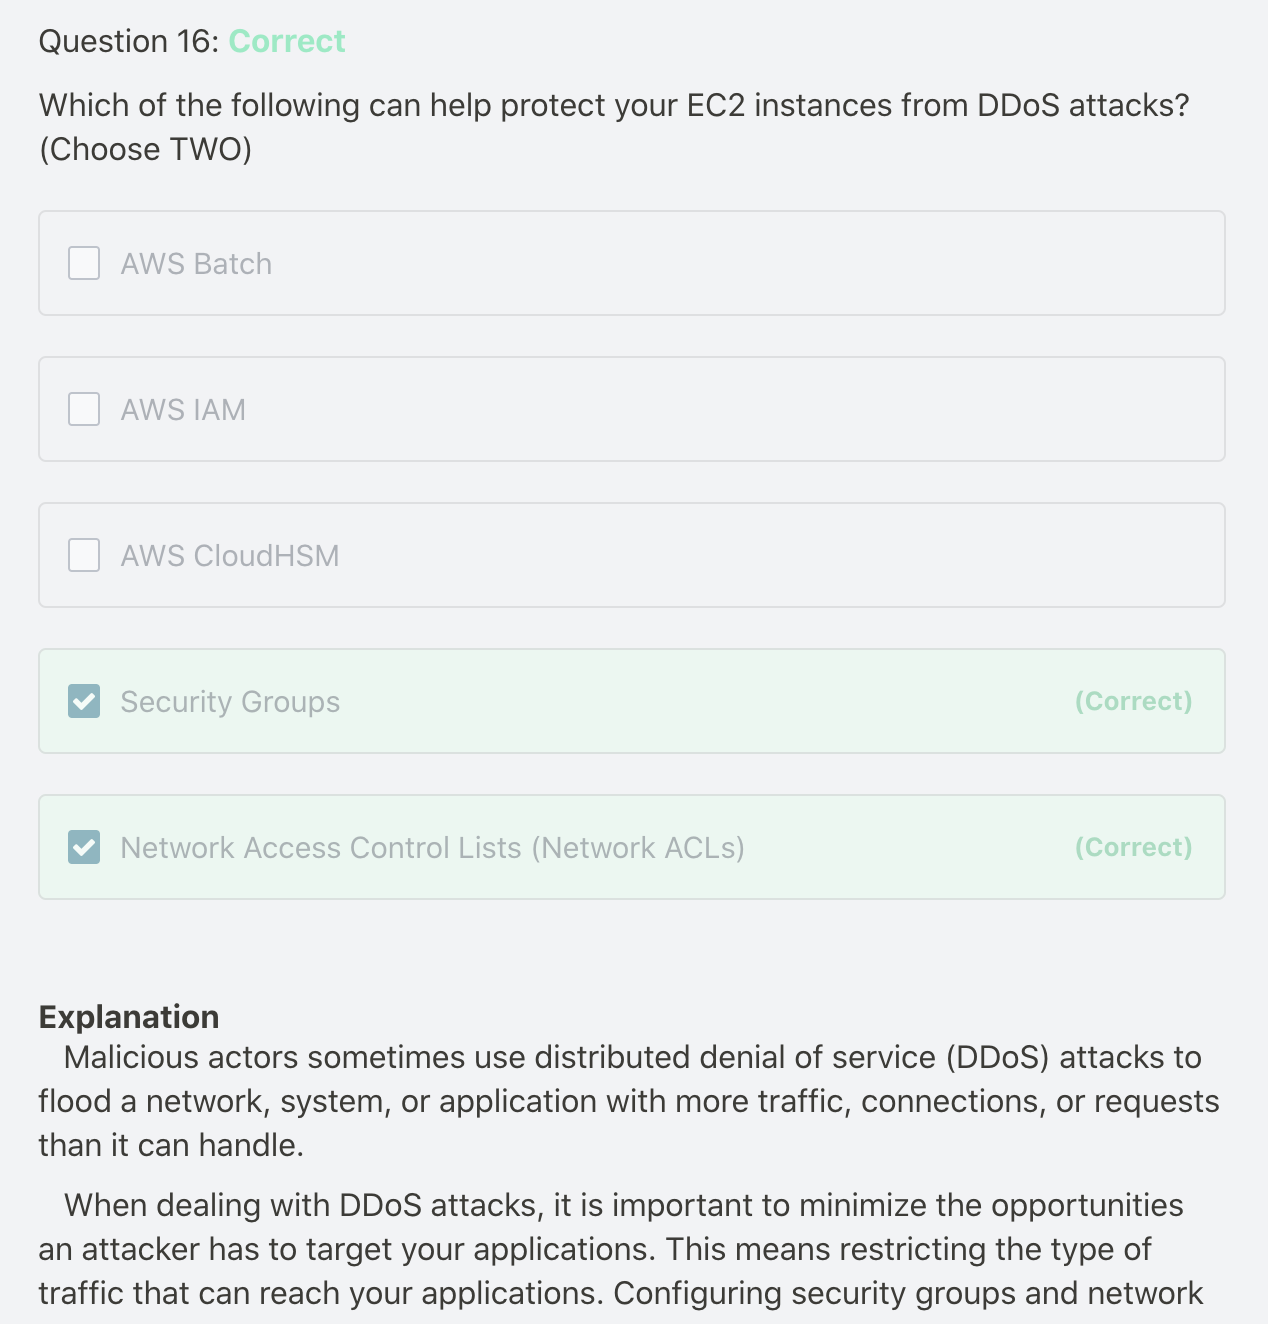 Question 16: Correct
Which of the following can help protect your EC2 instances from DDoS attacks?
(Choose TWO)
AWS Batch
AWS IAM
AWS CloudHSM
Security Groups (Correct)
Network Access Control Lists (Network ACLs) (Correct)
Explanation
Malicious actors sometimes use distributed denial of service (DDoS) attacks to
flood a network, system, or application with more traffic, connections, or requests
than it can handle.
When dealing with DDoS attacks, it is important to minimize the opportunities
an attacker has to target your applications. This means restricting the type of
traffic that can reach your applications. Configuring security groups and network